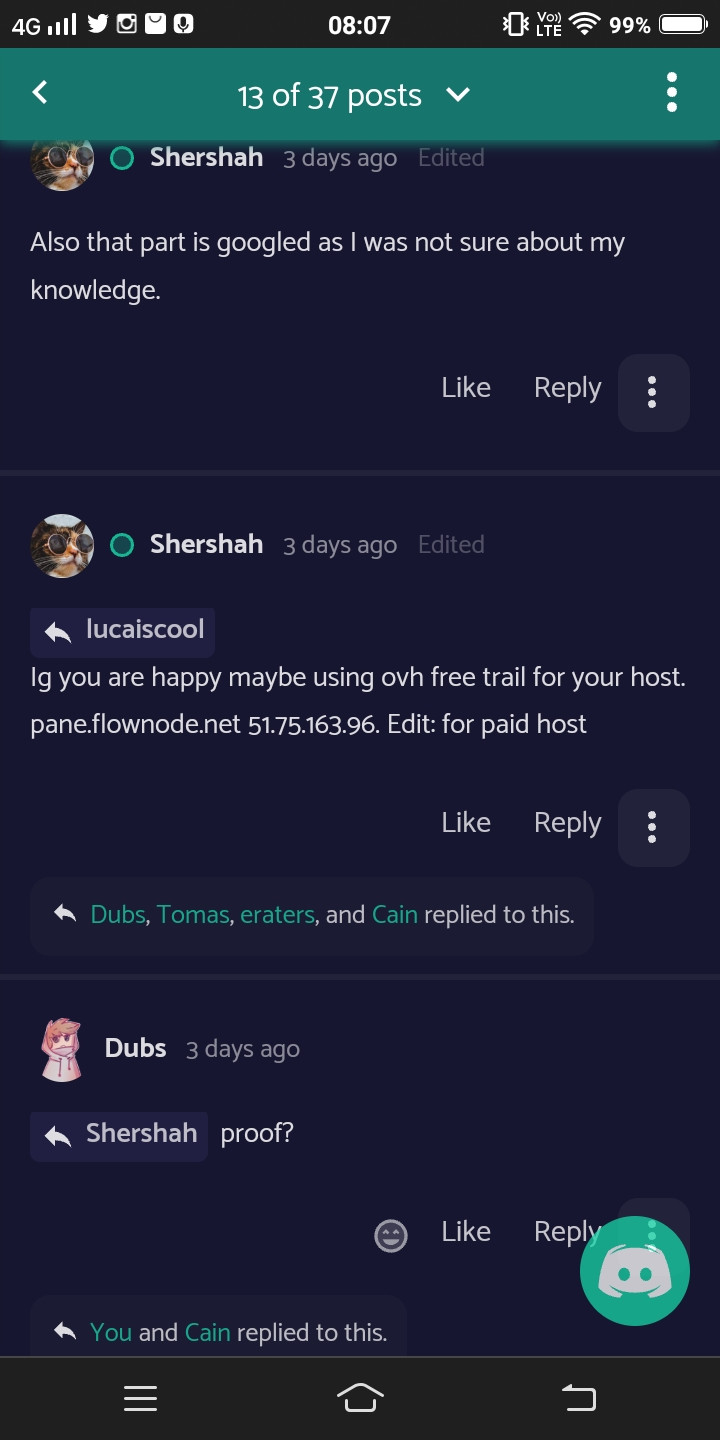 4G 08:07 Vo)) LTE 99%
13 of 37 posts
Shershah 3 days ago Edited
Also that part is googled as I was not sure about my
knowledge.
Like Reply
Shershah 3 days ago Edited
lucaiscool
Ig you are happy maybe using ovh free trail for your host.
pane.flownode.net 51.75.163.96. Edit: for paid host
Like Reply
Dubs, Tomas, eraters, and Cain replied to this.
Dubs 3 days ago
Shershah proof?
Like Reply
You and Cain replied to this.